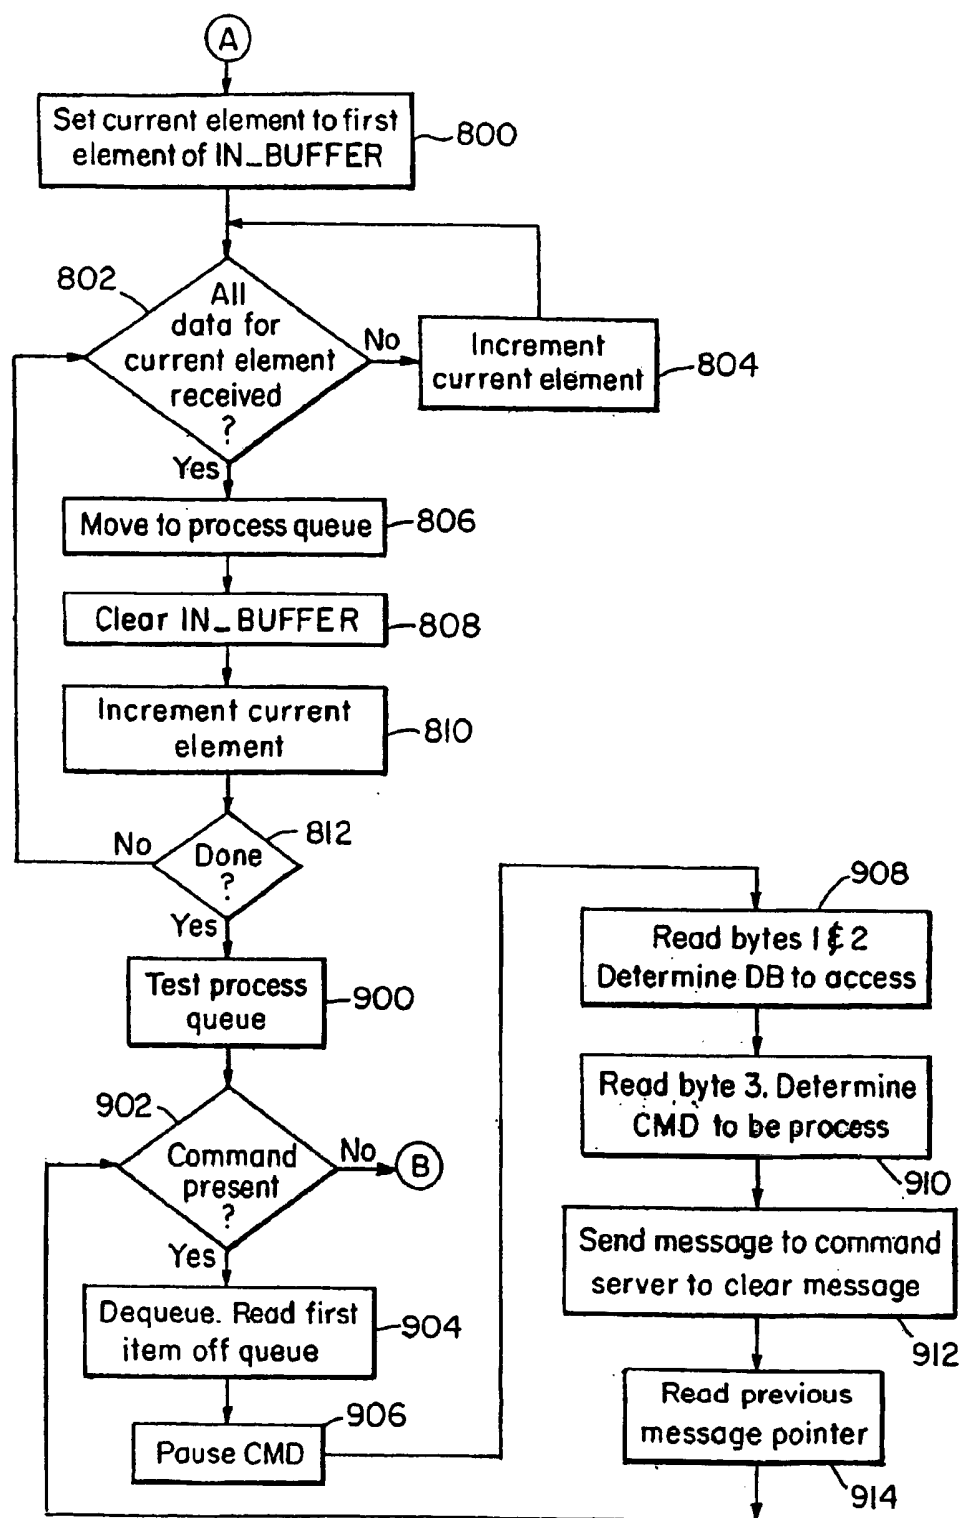 A
Set current element to first
element of IN_BUFFER
800
802
All
data for
current element
received
?
No
Increment
current element
804
Yes
Move to process queue
806
Clear IN_BUFFER
808
Increment current
element
810
No
Done
?
812
Yes
Test process
queue
900
902
Command
present
?
No
B
Yes
Dequeue. Read first
item off queue
904
906
Pause CMD
908
Read bytes 1 & 2
Determine DB to access
Read byte 3. Determine
CMD to be process
910
Send message to command
server to clear message
912
Read previous
message pointer
914